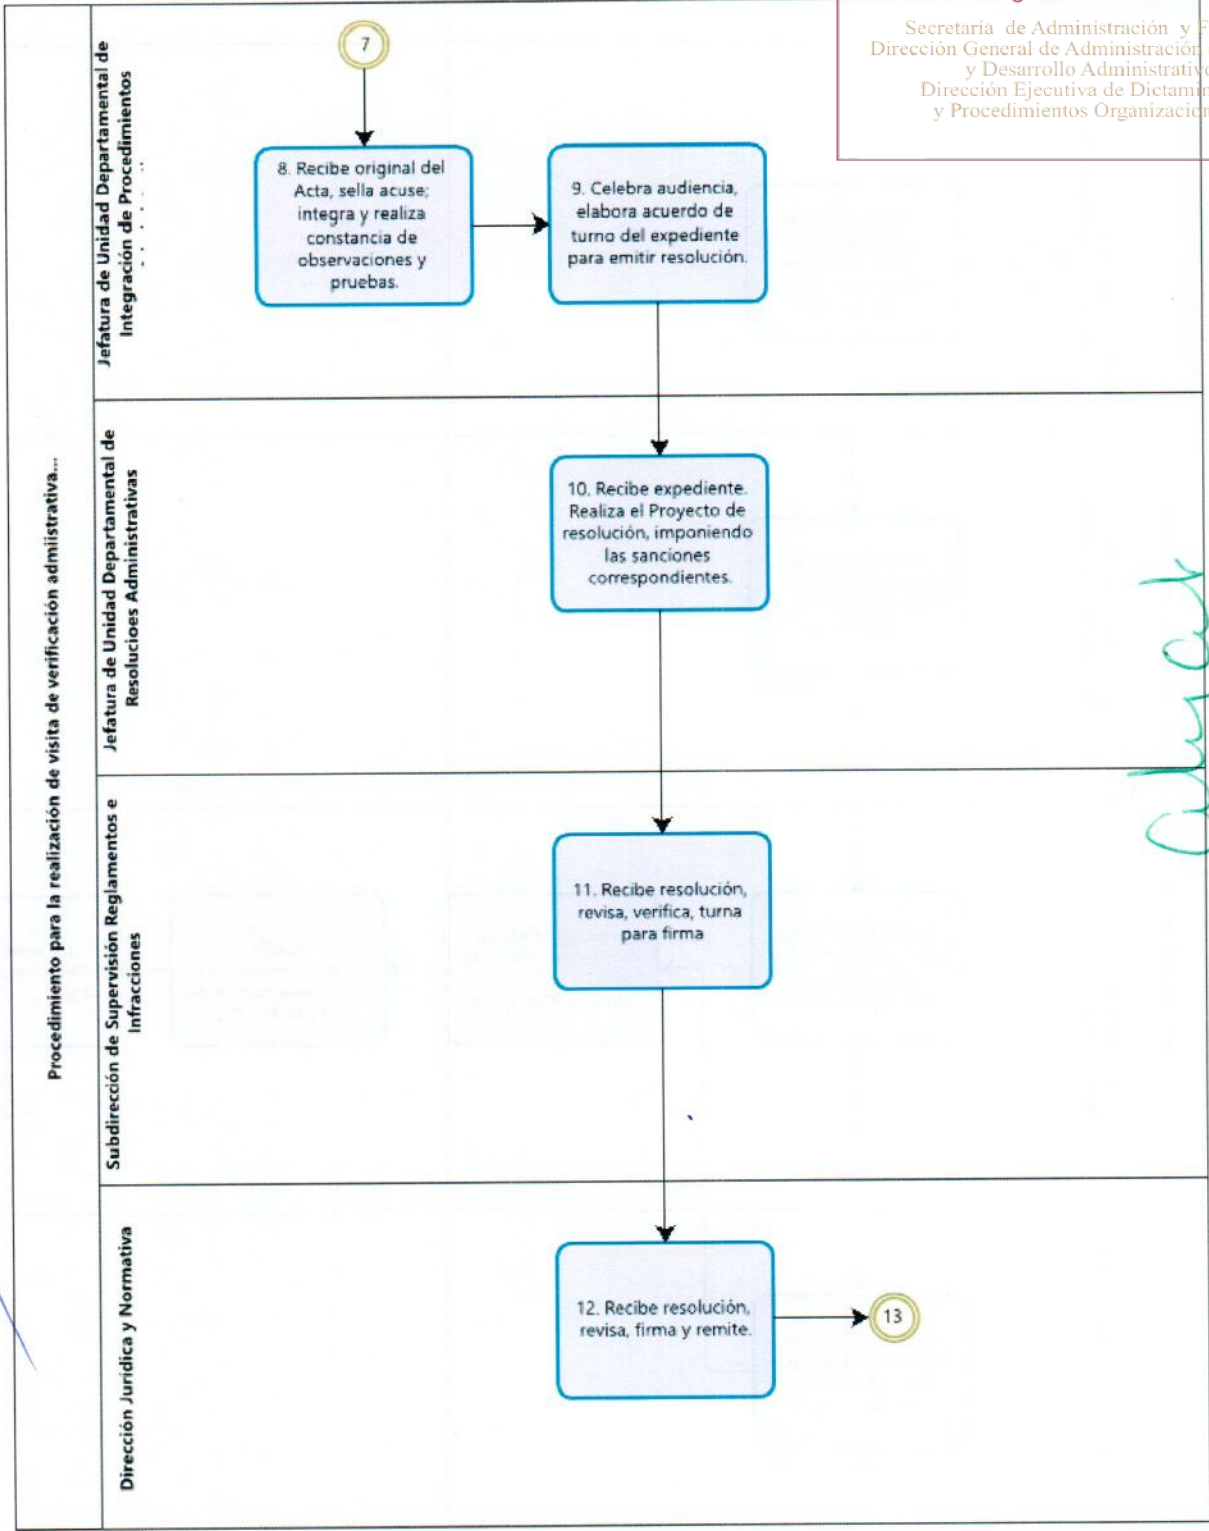 Secretaría de Administración y F
Dirección General de Administración
y Desarrollo Administrativo
Dirección Ejecutiva de Dictamin
y Procedimientos Organizacion
Procedimiento para la realización de visita de verificación admiistrativa...
Jefatura de Unidad Departamental de
Integración de Procedimientos
7
8. Recibe original del
Acta, sella acuse;
integra y realiza
constancia de
observaciones y
pruebas.
9. Celebra audiencia,
elabora acuerdo de
turno del expediente
para emitir resolución.
Jefatura de Unidad Departamental de
Resolucioes Administrativas
10. Recibe expediente.
Realiza el Proyecto de
resolución, imponiendo
las sanciones
correspondientes.
Subdirección de Supervisión Reglamentos e
Infracciones
11. Recibe resolución,
revisa, verifica, turna
para firma
Dirección Jurídica y Normativa
12. Recibe resolución,
revisa, firma y remite.
13